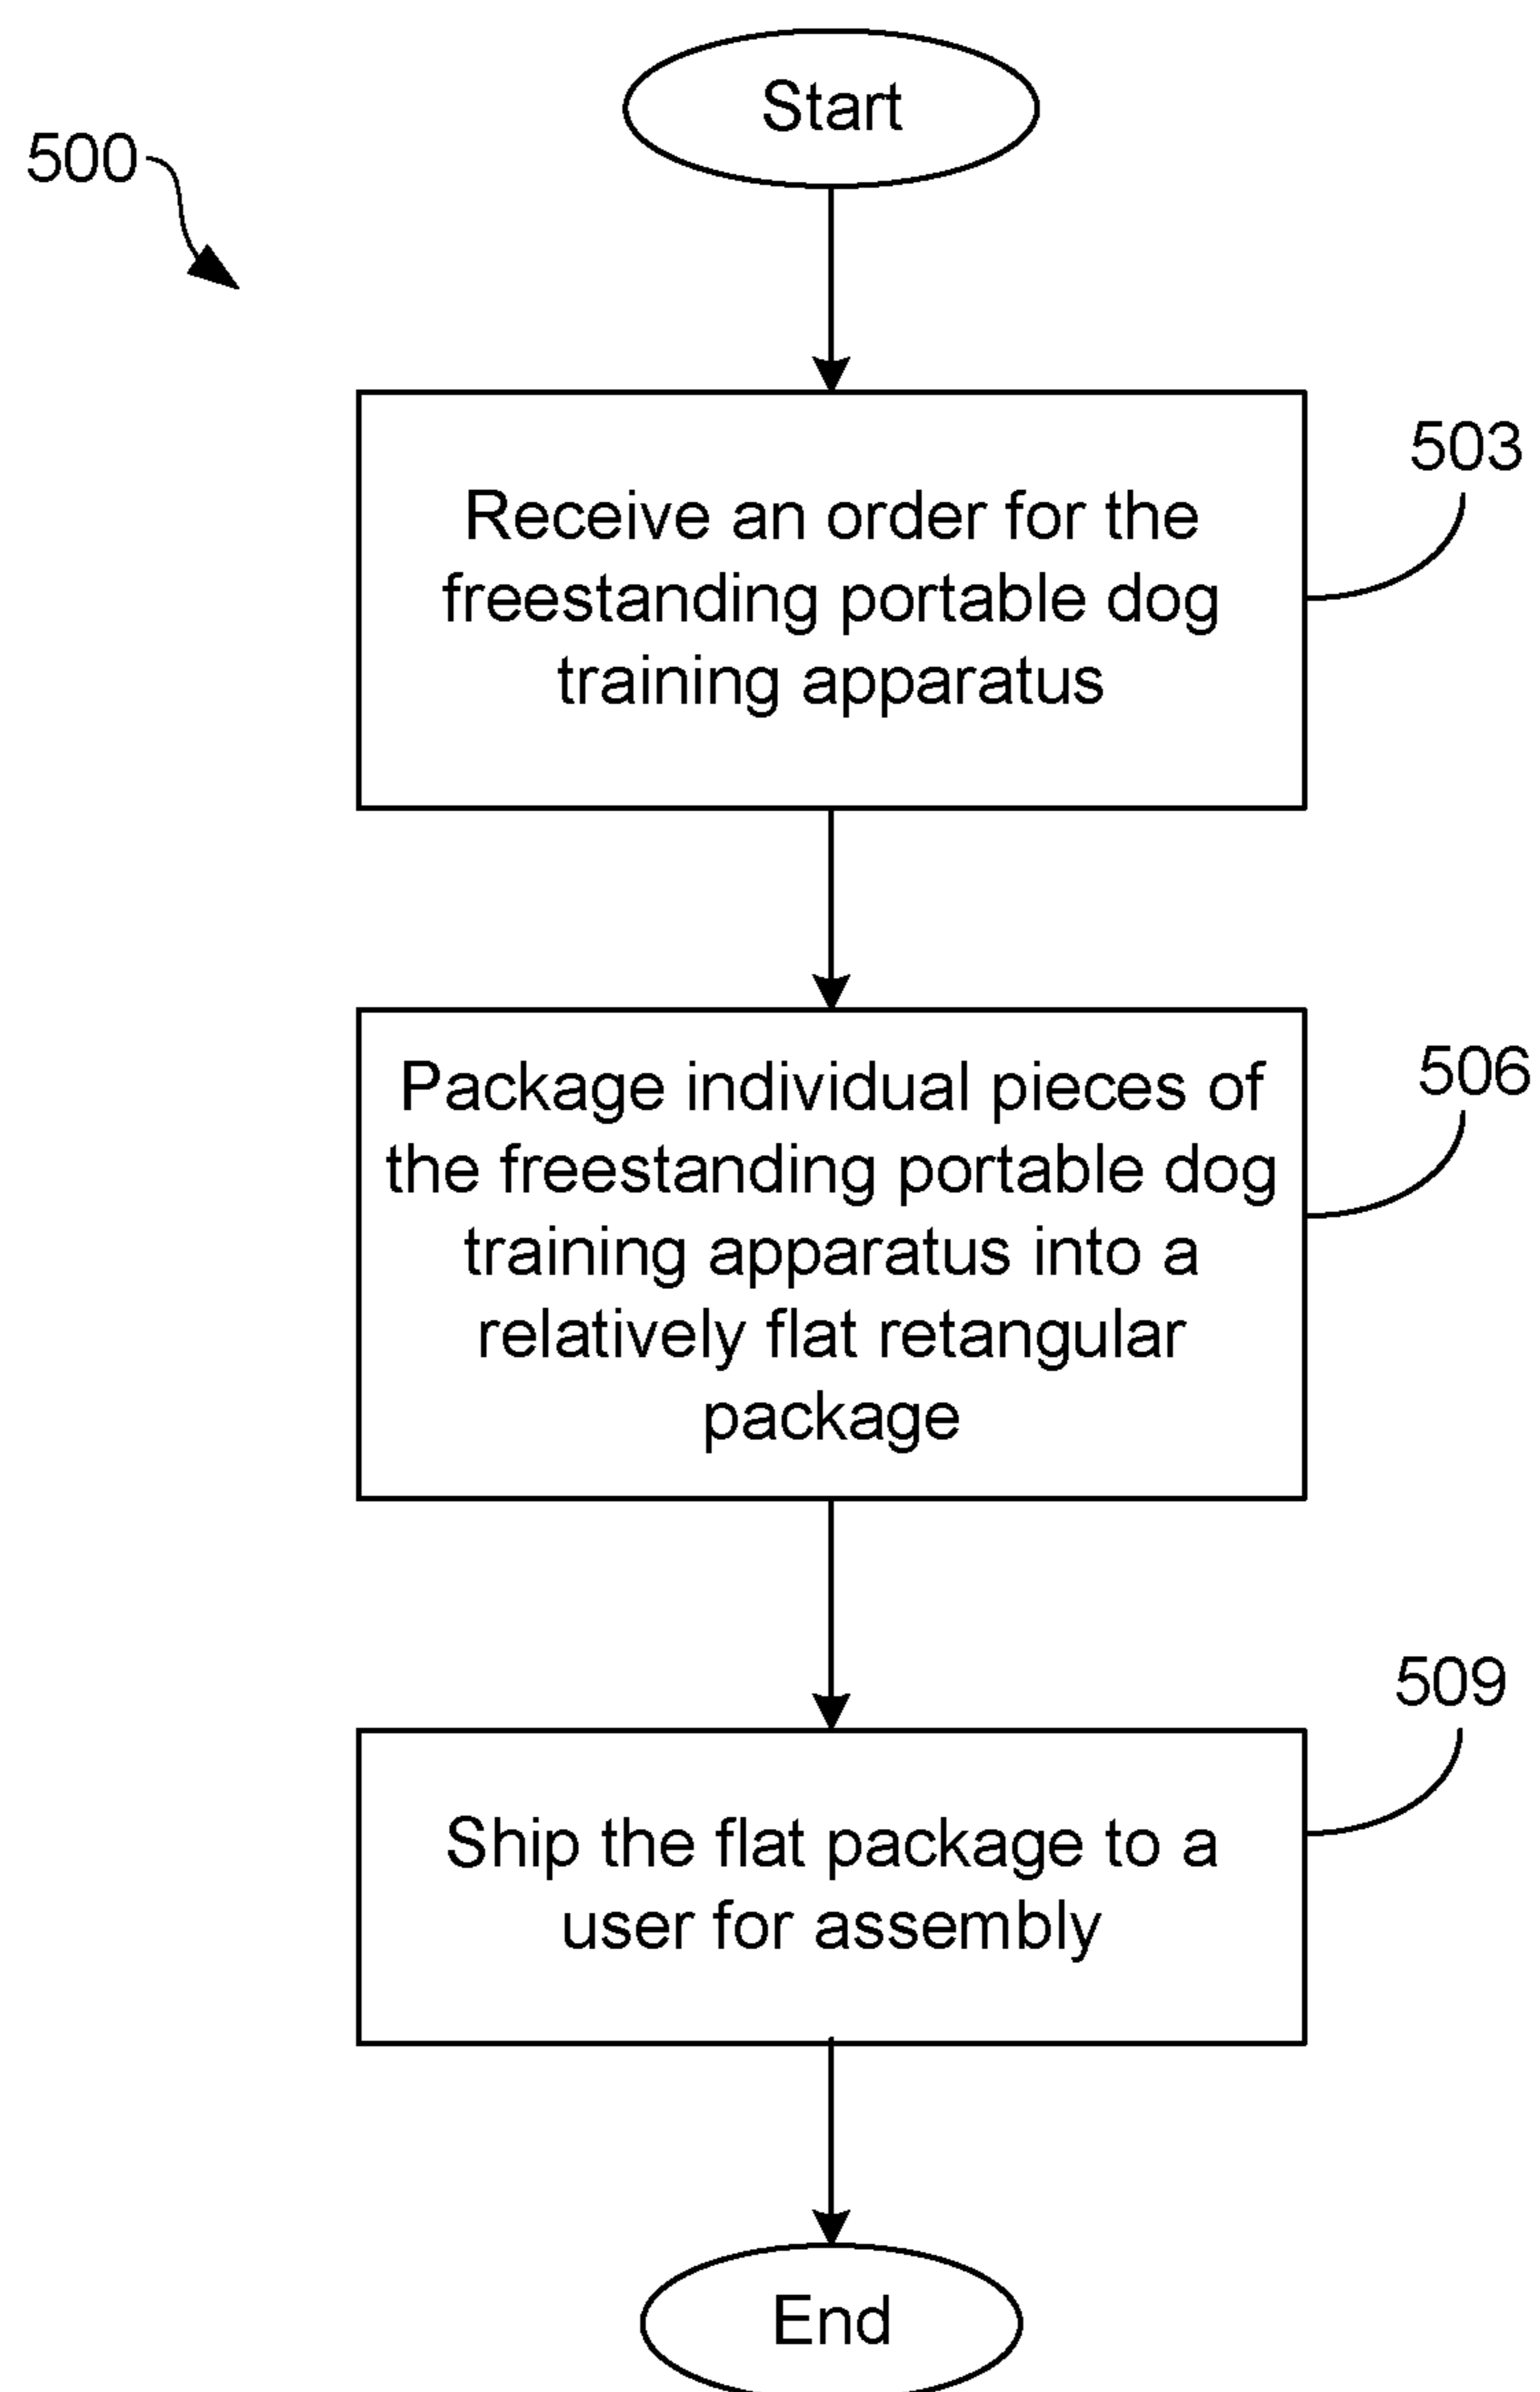 Start
500
503
Receive an order for the
freestanding portable dog
training apparatus
506
Package individual pieces of
the freestanding portable dog
training apparatus into a
relatively flat retangular
package
509
Ship the flat package to a
user for assembly
End